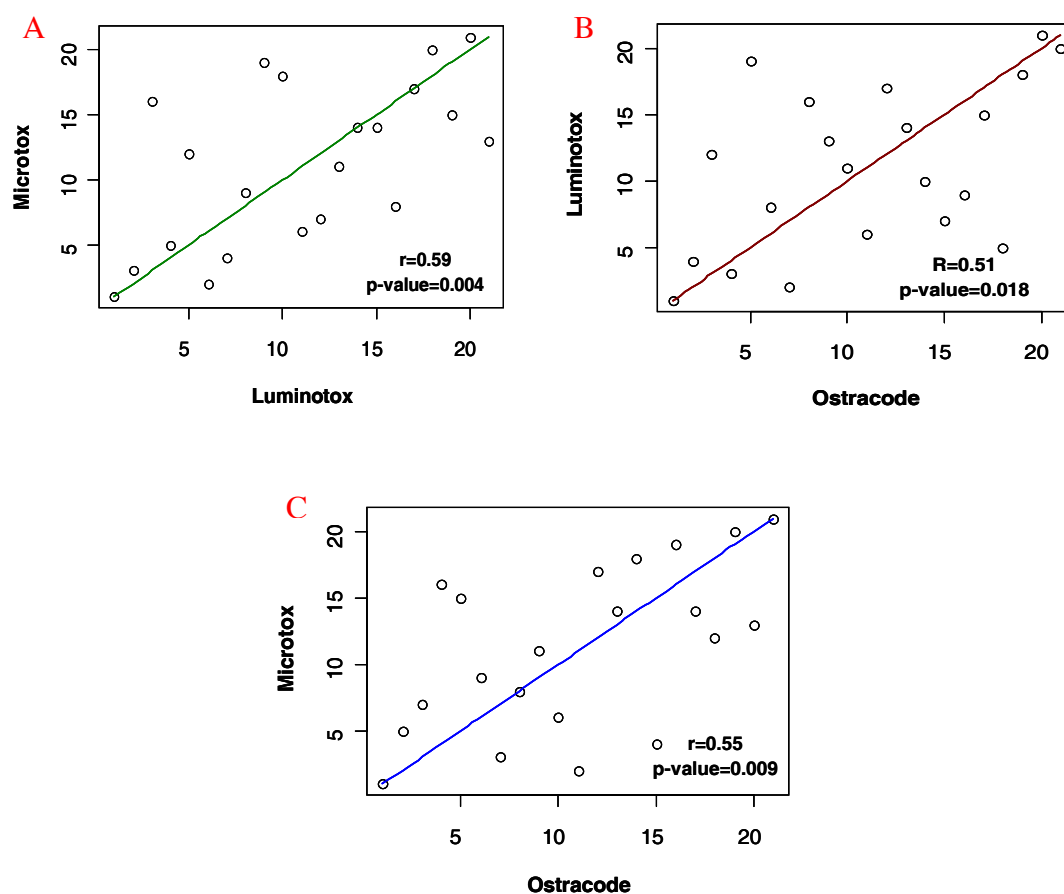 A
Microtox
20
15
10
5
r=0.59
p-value=0.004
5 10 15 20
Luminotox
B
Luminotox
20
15
10
5
R=0.51
p-value=0.018
5 10 15 20
Ostracode
C
Microtox
20
15
10
5
r=0.55
p-value=0.009
5 10 15 20
Ostracode